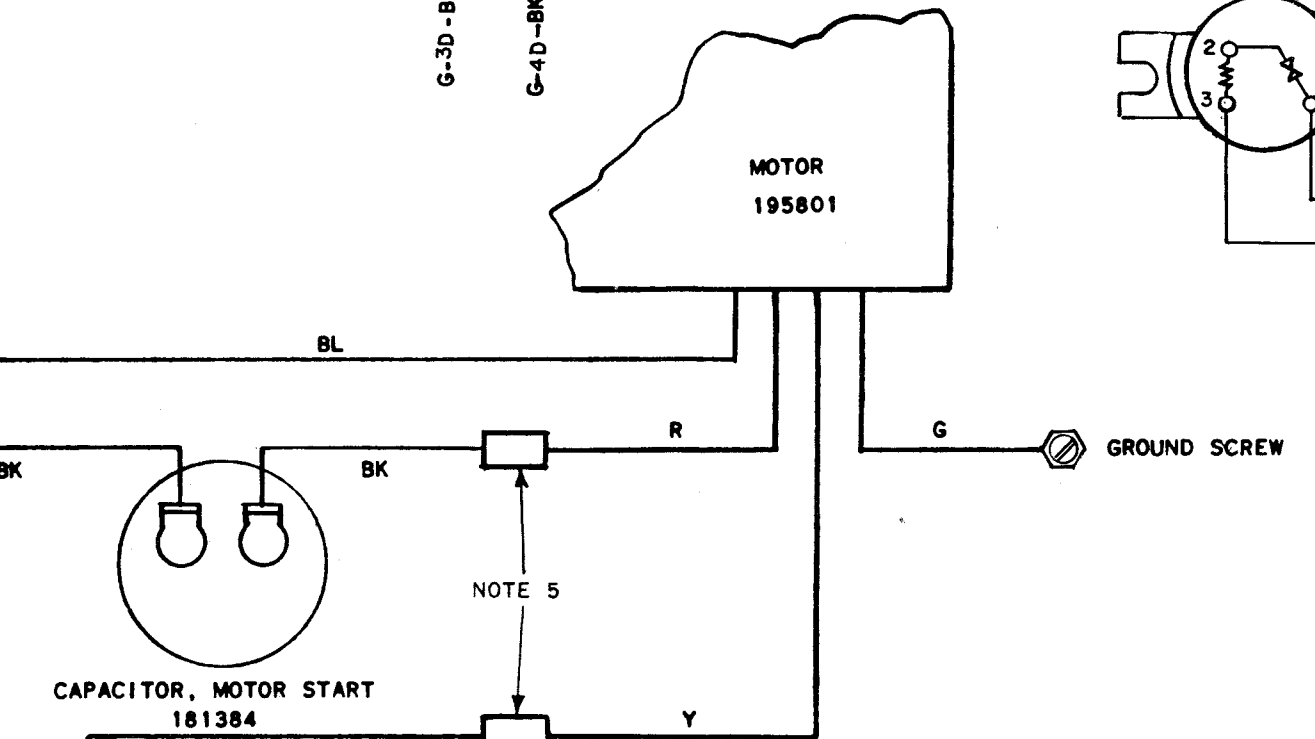 G-3D-B
G-4D-BK
2
3
MOTOR
195801
BL
R
G
GROUND SCREW
BK
BK
NOTE 5
CAPACITOR, MOTOR START
181384
Y